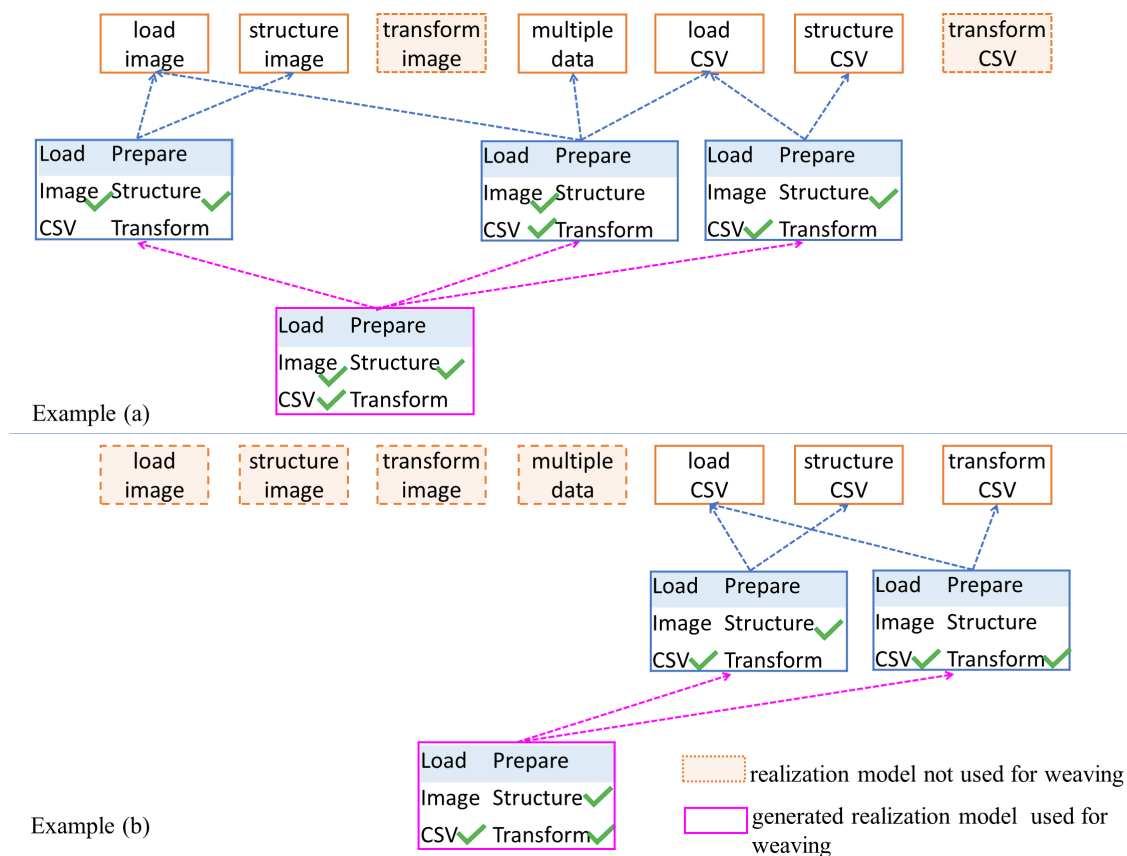 load structure transform multiple load structure transform
image image image data CSV CSV CSV
Load Prepare
Image Structure
CSV Transform
Load Prepare
Image Structure
CSV Transform
Load Prepare
Image Structure
CSV Transform
Load Prepare
Image Structure
CSV Transform
Example (a)
load structure transform multiple load structure transform
image image image data CSV CSV CSV
Load Prepare
Image Structure
CSV Transform
Load Prepare
Image Structure
CSV Transform
Load Prepare
Image Structure
CSV Transform
Example (b)
realization model not used for weaving
generated realization model used for
weaving